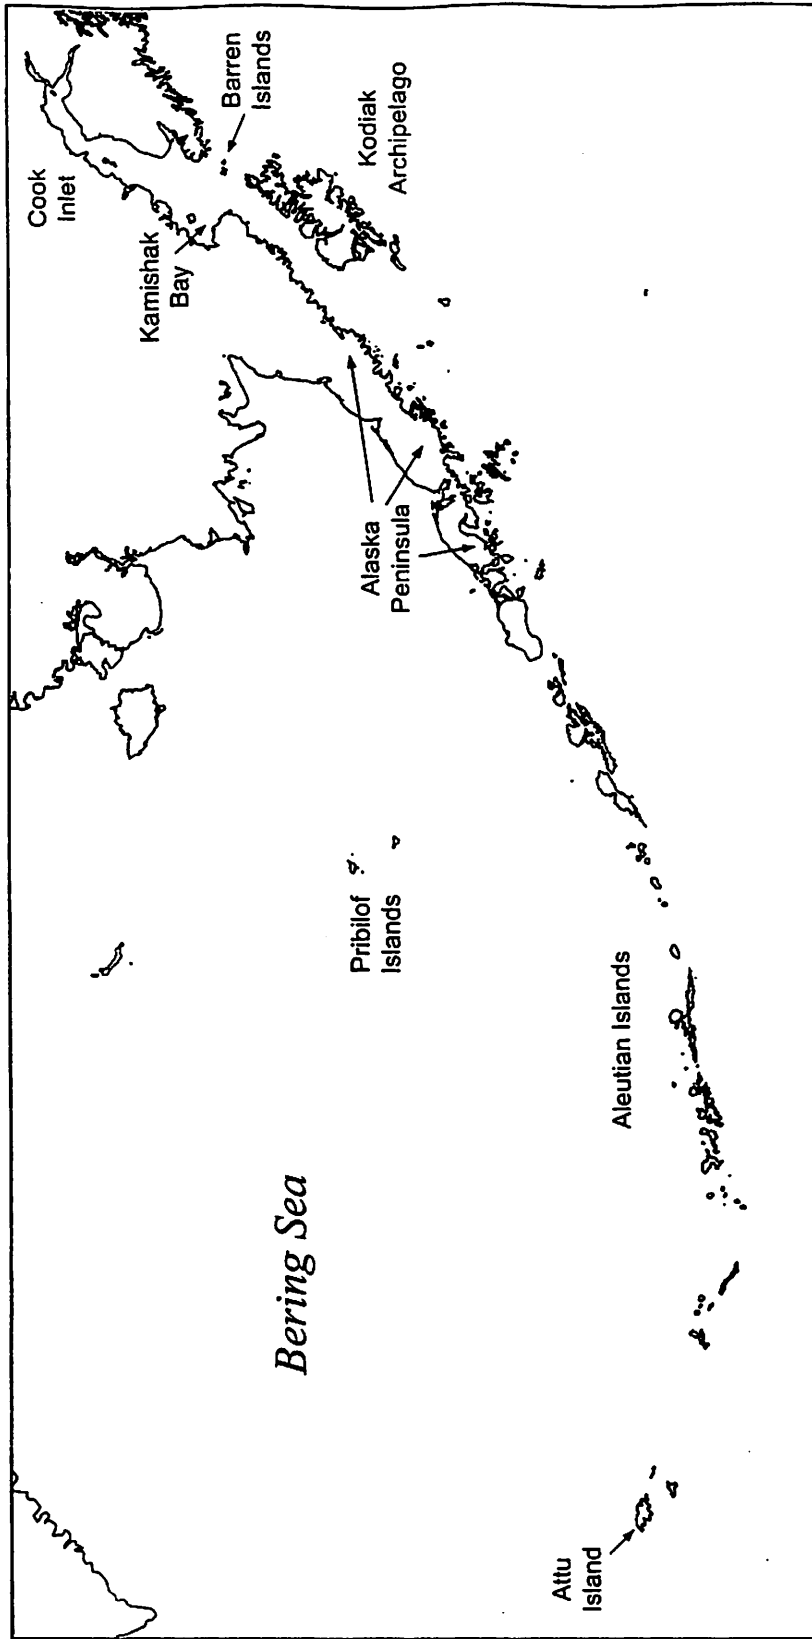 Cook
Inlet
Barren
Islands
Kamishak
Bay
Kodiak
Archipelago
Alaska
Peninsula
Pribilof
Islands
Aleutian Islands
Bering Sea
Attu
Island